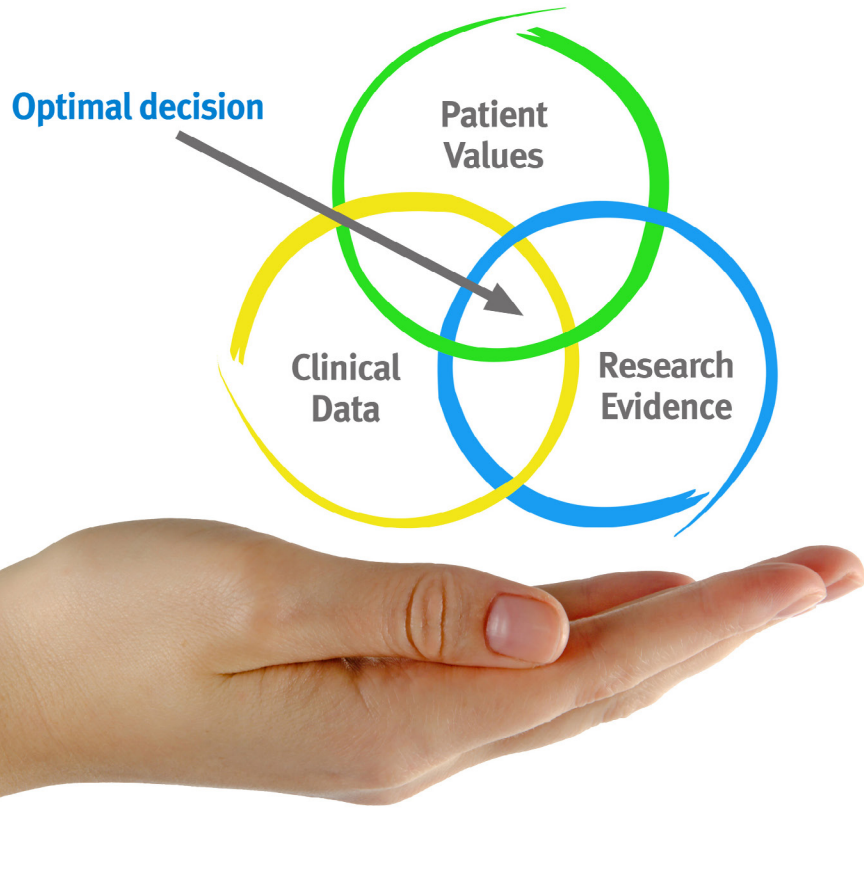 Optimal decision
Patient
Values
Clinical
Data
Research
Evidence